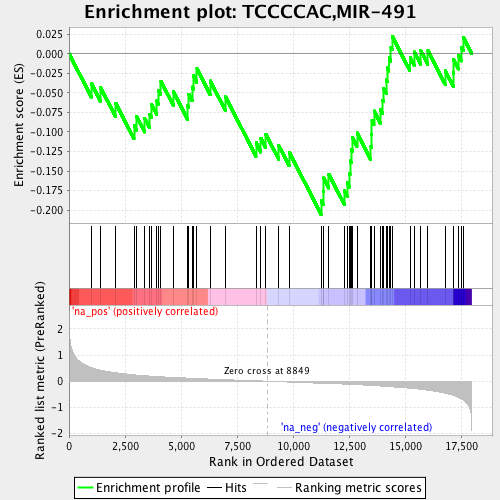 Enrichment plot: TCCCCAC,MIR-491
Enrichment score (ES)
0.025
0.000
-0.025
-0.050
-0.075
-0.100
-0.125
-0.150
-0.175
-0.200
'na_pos' (positively correlated)
Ranked list metric (PreRanked)
2
1
0
-1
-2
Zero cross at 8849
'na_neg' (negatively correlated)
0
2,500
5,000
7,500
10,000
12,500
15,000
17,500
Rank in Ordered Dataset
Enrichment profile
Hits
Ranking metric scores